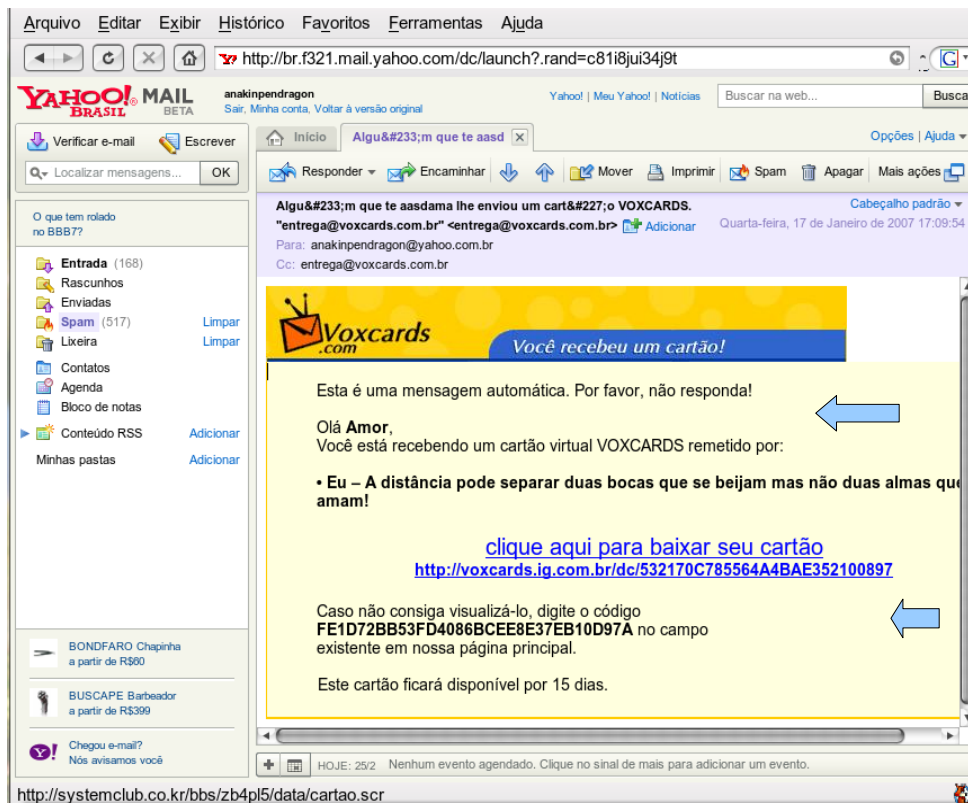 Arquivo Editar Exibir Histórico Favoritos Ferramentas Ajuda
http://br.f321.mail.yahoo.com/dc/launch?.rand=c81i8jui34j9t
G
YAHOO! MAIL
BRASIL BETA
anakinpendragon
Sair, Minha conta, Voltar à versão original
Yahoo! | Meu Yahoo! | Notícias
Buscar na web...
Busca
Verificar e-mail
Escrever
Início
Algu&#233;m que te aasd
Opções | Ajuda
Localizar mensagens...
OK
Responder
Encaminhar
Mover
Imprimir
Spam
Apagar
Mais ações
O que tem rolado
no BBB7?
Entrada (168)
Rascunhos
Enviadas
Spam (517) Limpar
Lixeira Limpar
Contatos
Agenda
Bloco de notas
Conteúdo RSS Adicionar
Minhas pastas Adicionar
BONDFARO Chapinha
a partir de R$60
BUSCAPE Barbeador
a partir de R$399
Y!
Chegou e-mail?
Nós avisamos você
Algu&#233;m que te aasdama lhe enviou um cart&#227;o VOXCARDS.
Cabeçalho padrão
"entrega@voxcards.com.br" <entrega@voxcards.com.br> Adicionar
Quarta-feira, 17 de Janeiro de 2007 17:09:54
Para: anakinpendragon@yahoo.com.br
Cc: entrega@voxcards.com.br
Voxcards
.com
Você recebeu um cartão!
Esta é uma mensagem automática. Por favor, não responda!
Olá Amor,
Você está recebendo um cartão virtual VOXCARDS remetido por:
• Eu – A distância pode separar duas bocas que se beijam mas não duas almas que
amam!
clique aqui para baixar seu cartão
http://voxcards.ig.com.br/dc/532170C785564A4BAE352100897
Caso não consiga visualizá-lo, digite o código
FE1D72BB53FD4086BCEE8E37EB10D97A no campo
existente em nossa página principal.
Este cartão ficará disponível por 15 dias.
HOJE: 25/2 Nenhum evento agendado. Clique no sinal de mais para adicionar um evento.
http://systemclub.co.kr/bbs/zb4pl5/data/cartao.scr